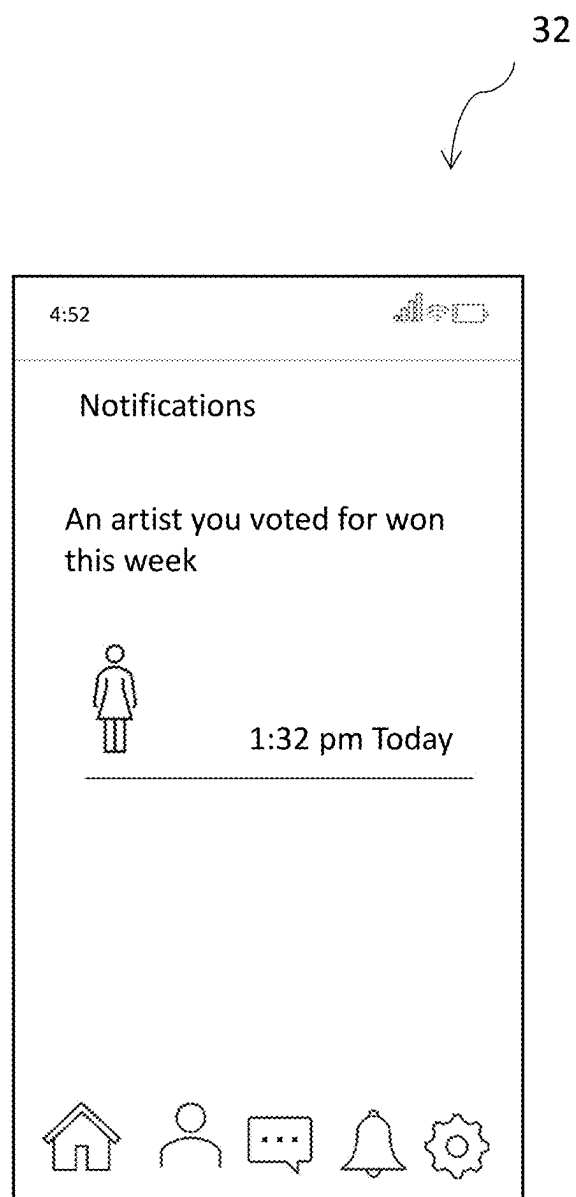 32
4:52
Notifications
An artist you voted for won
this week
1:32 pm Today